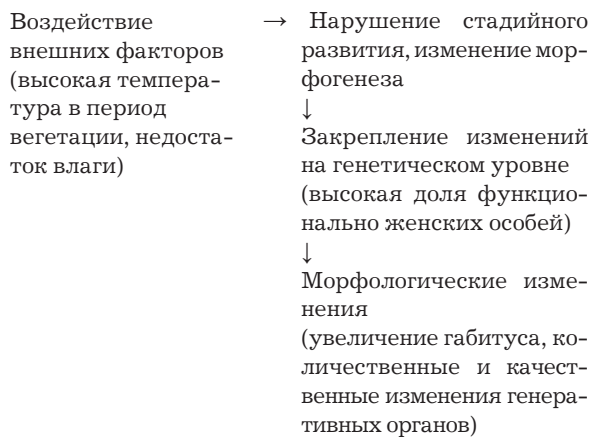 Воздействие
внешних факторов
(высокая темпера-
тура в период
вегетации, недоста-
ток влаги)
→ Нарушение стадийного
развития, изменение мор-
фогенеза
↓
Закрепление изменений
на генетическом уровне
(высокая доля функцио-
нально женских особей)
↓
Морфологические изме-
нения
(увеличение габитуса, ко-
личественные и качест-
венные изменения генера-
тивных органов)